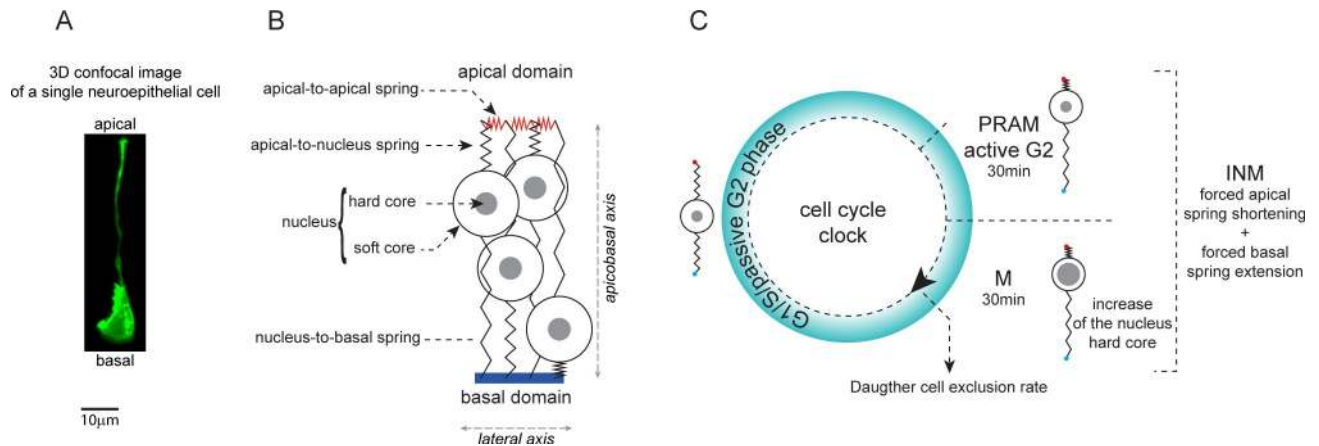 A
3D confocal image
of a single neuroepithelial cell
apical
basal
10μm
B
apical domain
apical-to-apical spring
apical-to-nucleus spring
nucleus
hard core
soft core
nucleus-to-basal spring
apicobasal axis
basal domain
lateral axis
C
G1/S/passive G2 phase
cell cycle
clock
PRAM
active G2
30min
M
30min
increase
of the nucleus
hard core
INM
forced apical
spring shortening
+
forced basal
spring extension
Daugther cell exclusion rate